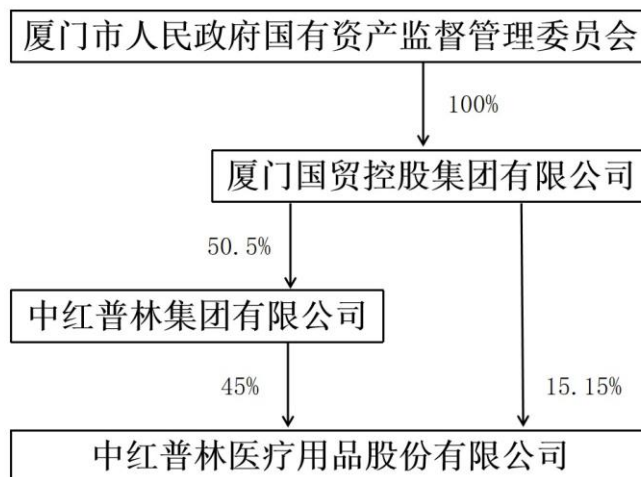 厦门市人民政府国有资产监督管理委员会
100%
厦门国贸控股集团有限公司
50.5%
中红普林集团有限公司
45%
15.15%
中红普林医疗用品股份有限公司